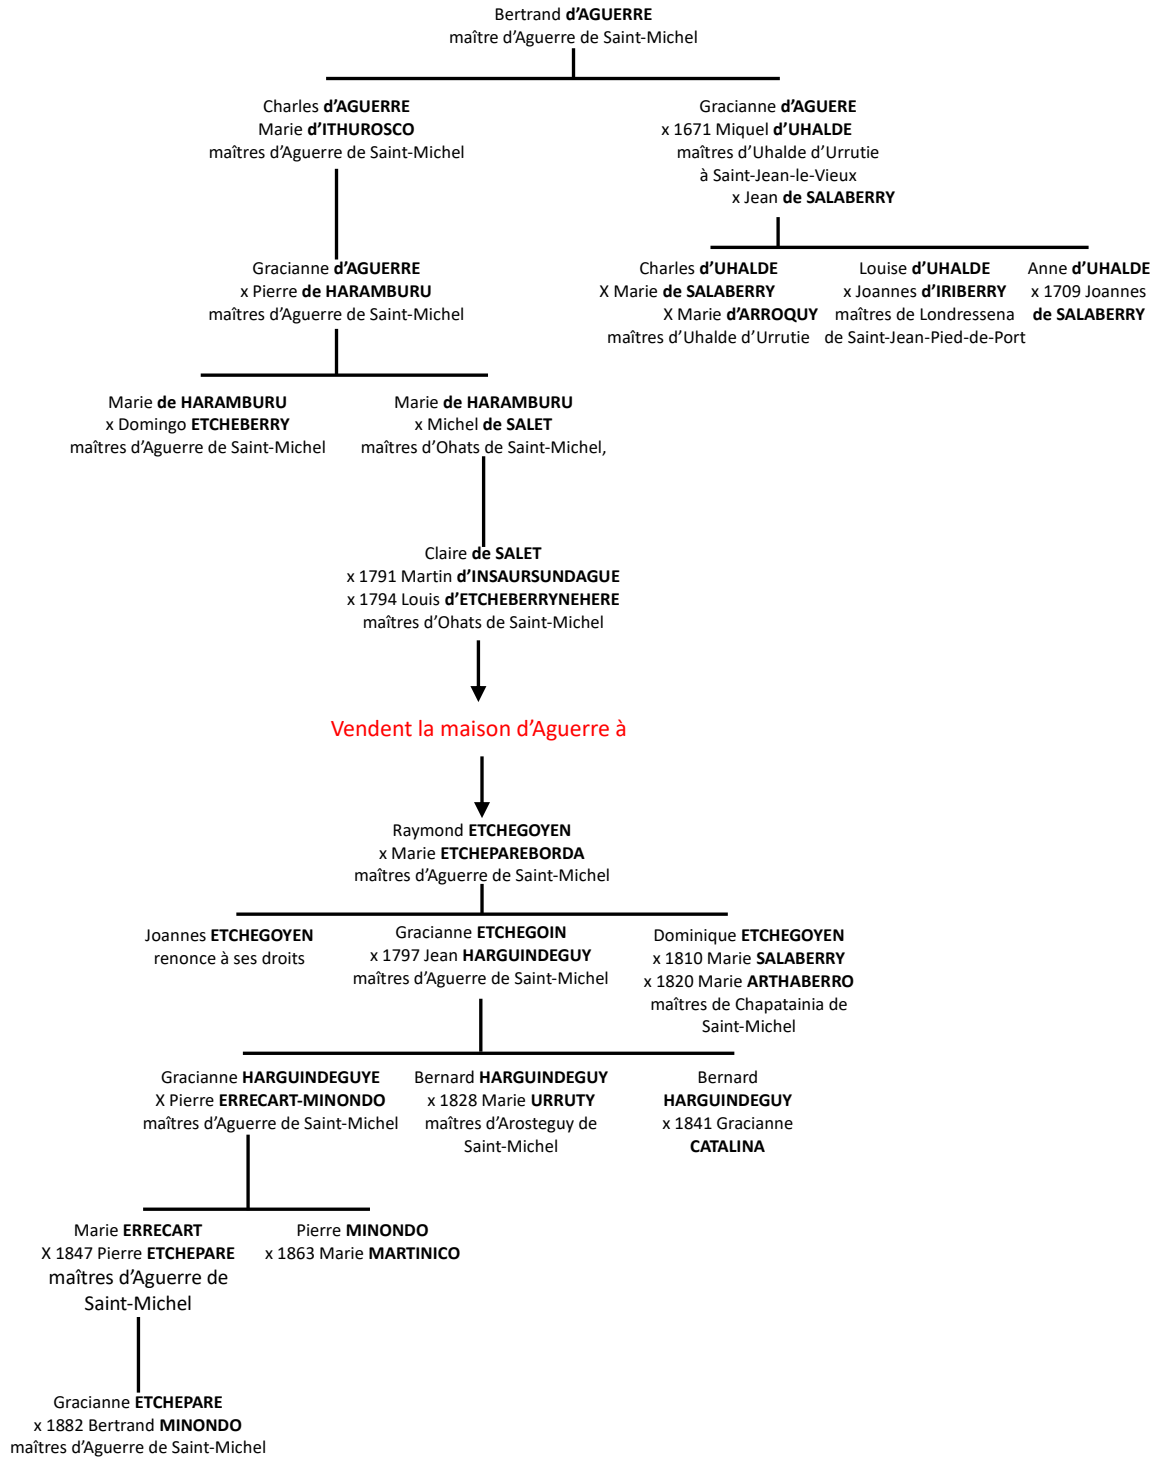 Bertrand d'AGUERRE
maître d'Aguerre de Saint-Michel
Charles d'AGUERRE
Marie d'ITHUROSCO
maîtres d'Aguerre de Saint-Michel
Gracianne d'AGUERE
x 1671 Miquel d'UHALDE
maîtres d'Uhalde d'Urrutie
à Saint-Jean-le-Vieux
x Jean de SALABERRY
Gracianne d'AGUERRE
x Pierre de HARAMBURU
maîtres d'Aguerre de Saint-Michel
Charles d'UHALDE
X Marie de SALABERRY
X Marie d'ARROQUY
maîtres d'Uhalde d'Urrutie
Louise d'UHALDE
x Joannes d'IRIBERRY
maîtres de Londressena
de Saint-Jean-Pied-de-Port
Anne d'UHALDE
x 1709 Joannes
de SALABERRY
Marie de HARAMBURU
x Domingo ETCHEBERRY
maîtres d'Aguerre de Saint-Michel
Marie de HARAMBURU
x Michel de SALET
maîtres d'Ohats de Saint-Michel,
Claire de SALET
x 1791 Martin d'INSAURSUNDAGUE
x 1794 Louis d'ETCHEBERRYNEHERE
maîtres d'Ohats de Saint-Michel
Vendent la maison d'Aguerre à
Raymond ETCHEGOYEN
x Marie ETCHEPAREBORDA
maîtres d'Aguerre de Saint-Michel
Joannes ETCHEGOYEN
renonce à ses droits
Gracianne ETCHEGOIN
x 1797 Jean HARGUINDEGUY
maîtres d'Aguerre de Saint-Michel
Dominique ETCHEGOYEN
x 1810 Marie SALABERRY
x 1820 Marie ARTHABERRO
maîtres de Chapatainia de
Saint-Michel
Gracianne HARGUINDEGUYE
X Pierre ERRECART-MINONDO
maîtres d'Aguerre de Saint-Michel
Bernard HARGUINDEGUY
x 1828 Marie URRUTY
maîtres d'Arosteguy de
Saint-Michel
Bernard
HARGUINDEGUY
x 1841 Gracianne
CATALINA
Marie ERRECART
X 1847 Pierre ETCHEPARE
maîtres d'Aguerre de
Saint-Michel
Pierre MINONDO
x 1863 Marie MARTINICO
Gracianne ETCHEPARE
x 1882 Bertrand MINONDO
maîtres d'Aguerre de Saint-Michel